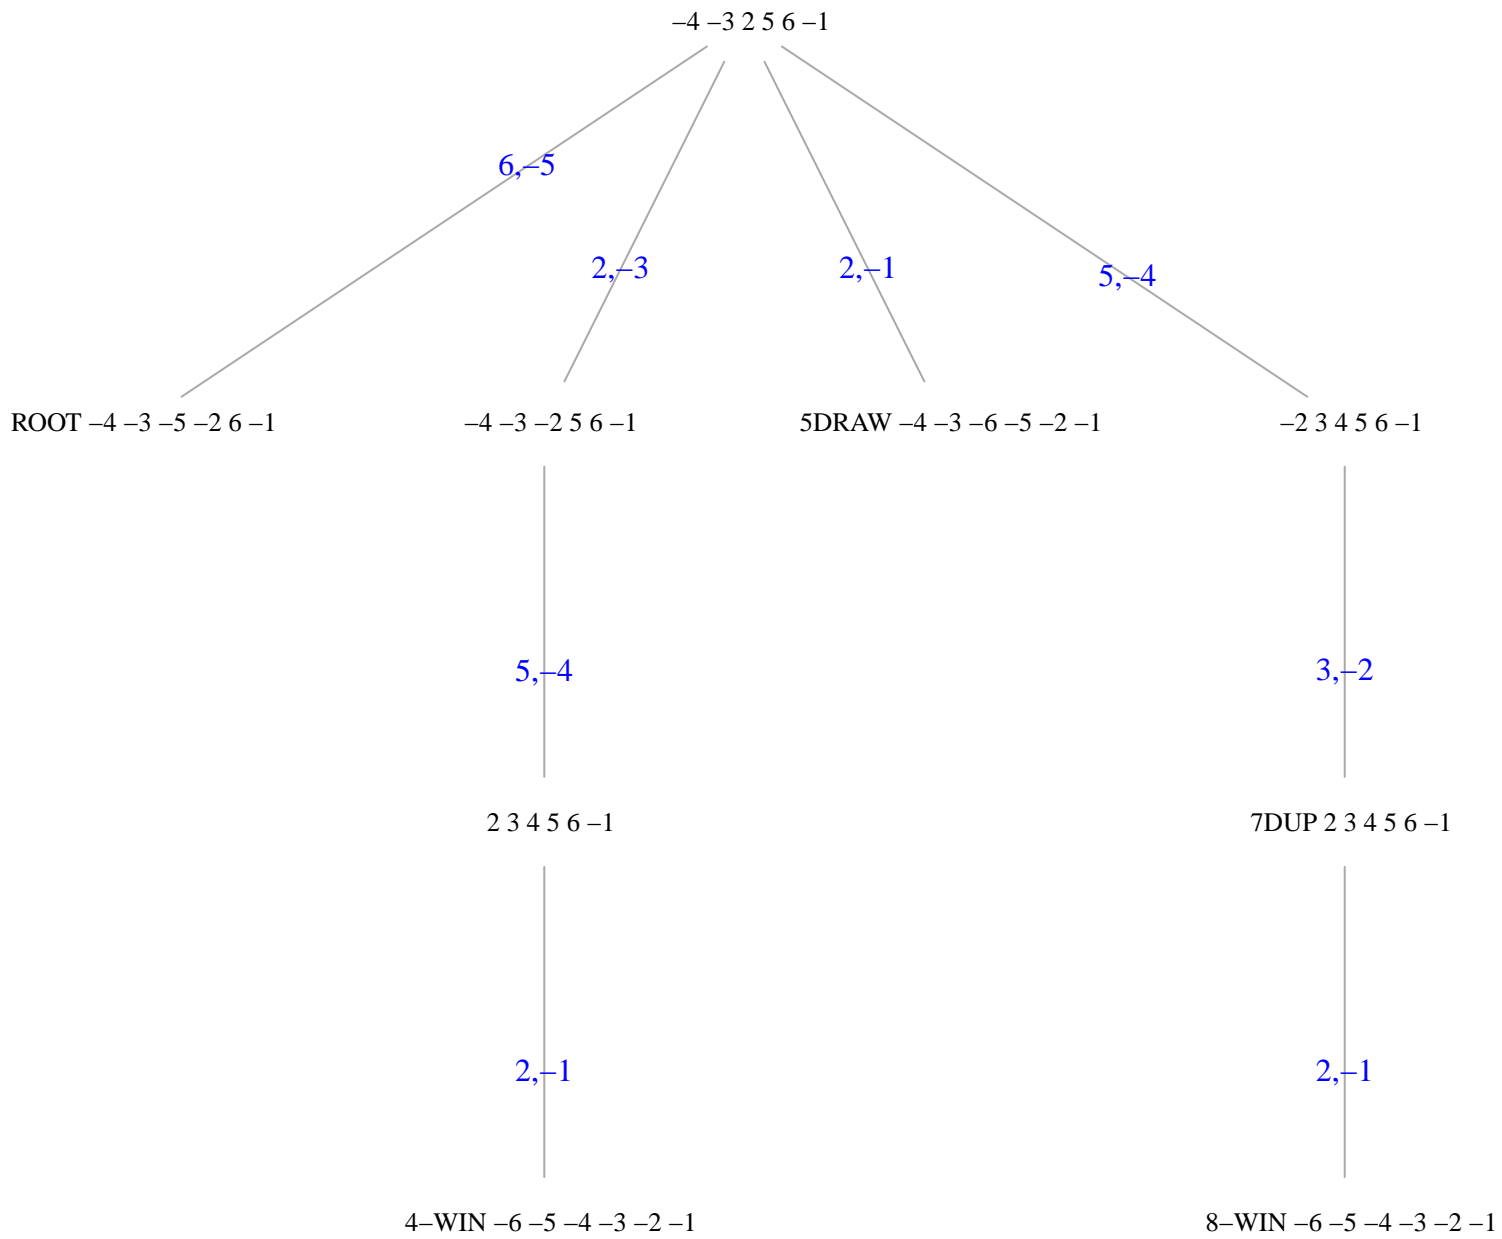 –4 –3 2 5 6 –1
6,–5
2,–3
2,–1
5,–4
ROOT –4 –3 –5 –2 6 –1
–4 –3 –2 5 6 –1
5DRAW –4 –3 –6 –5 –2 –1
–2 3 4 5 6 –1
5,–4
3,–2
2 3 4 5 6 –1
7DUP 2 3 4 5 6 –1
2,–1
2,–1
4–WIN –6 –5 –4 –3 –2 –1
8–WIN –6 –5 –4 –3 –2 –1